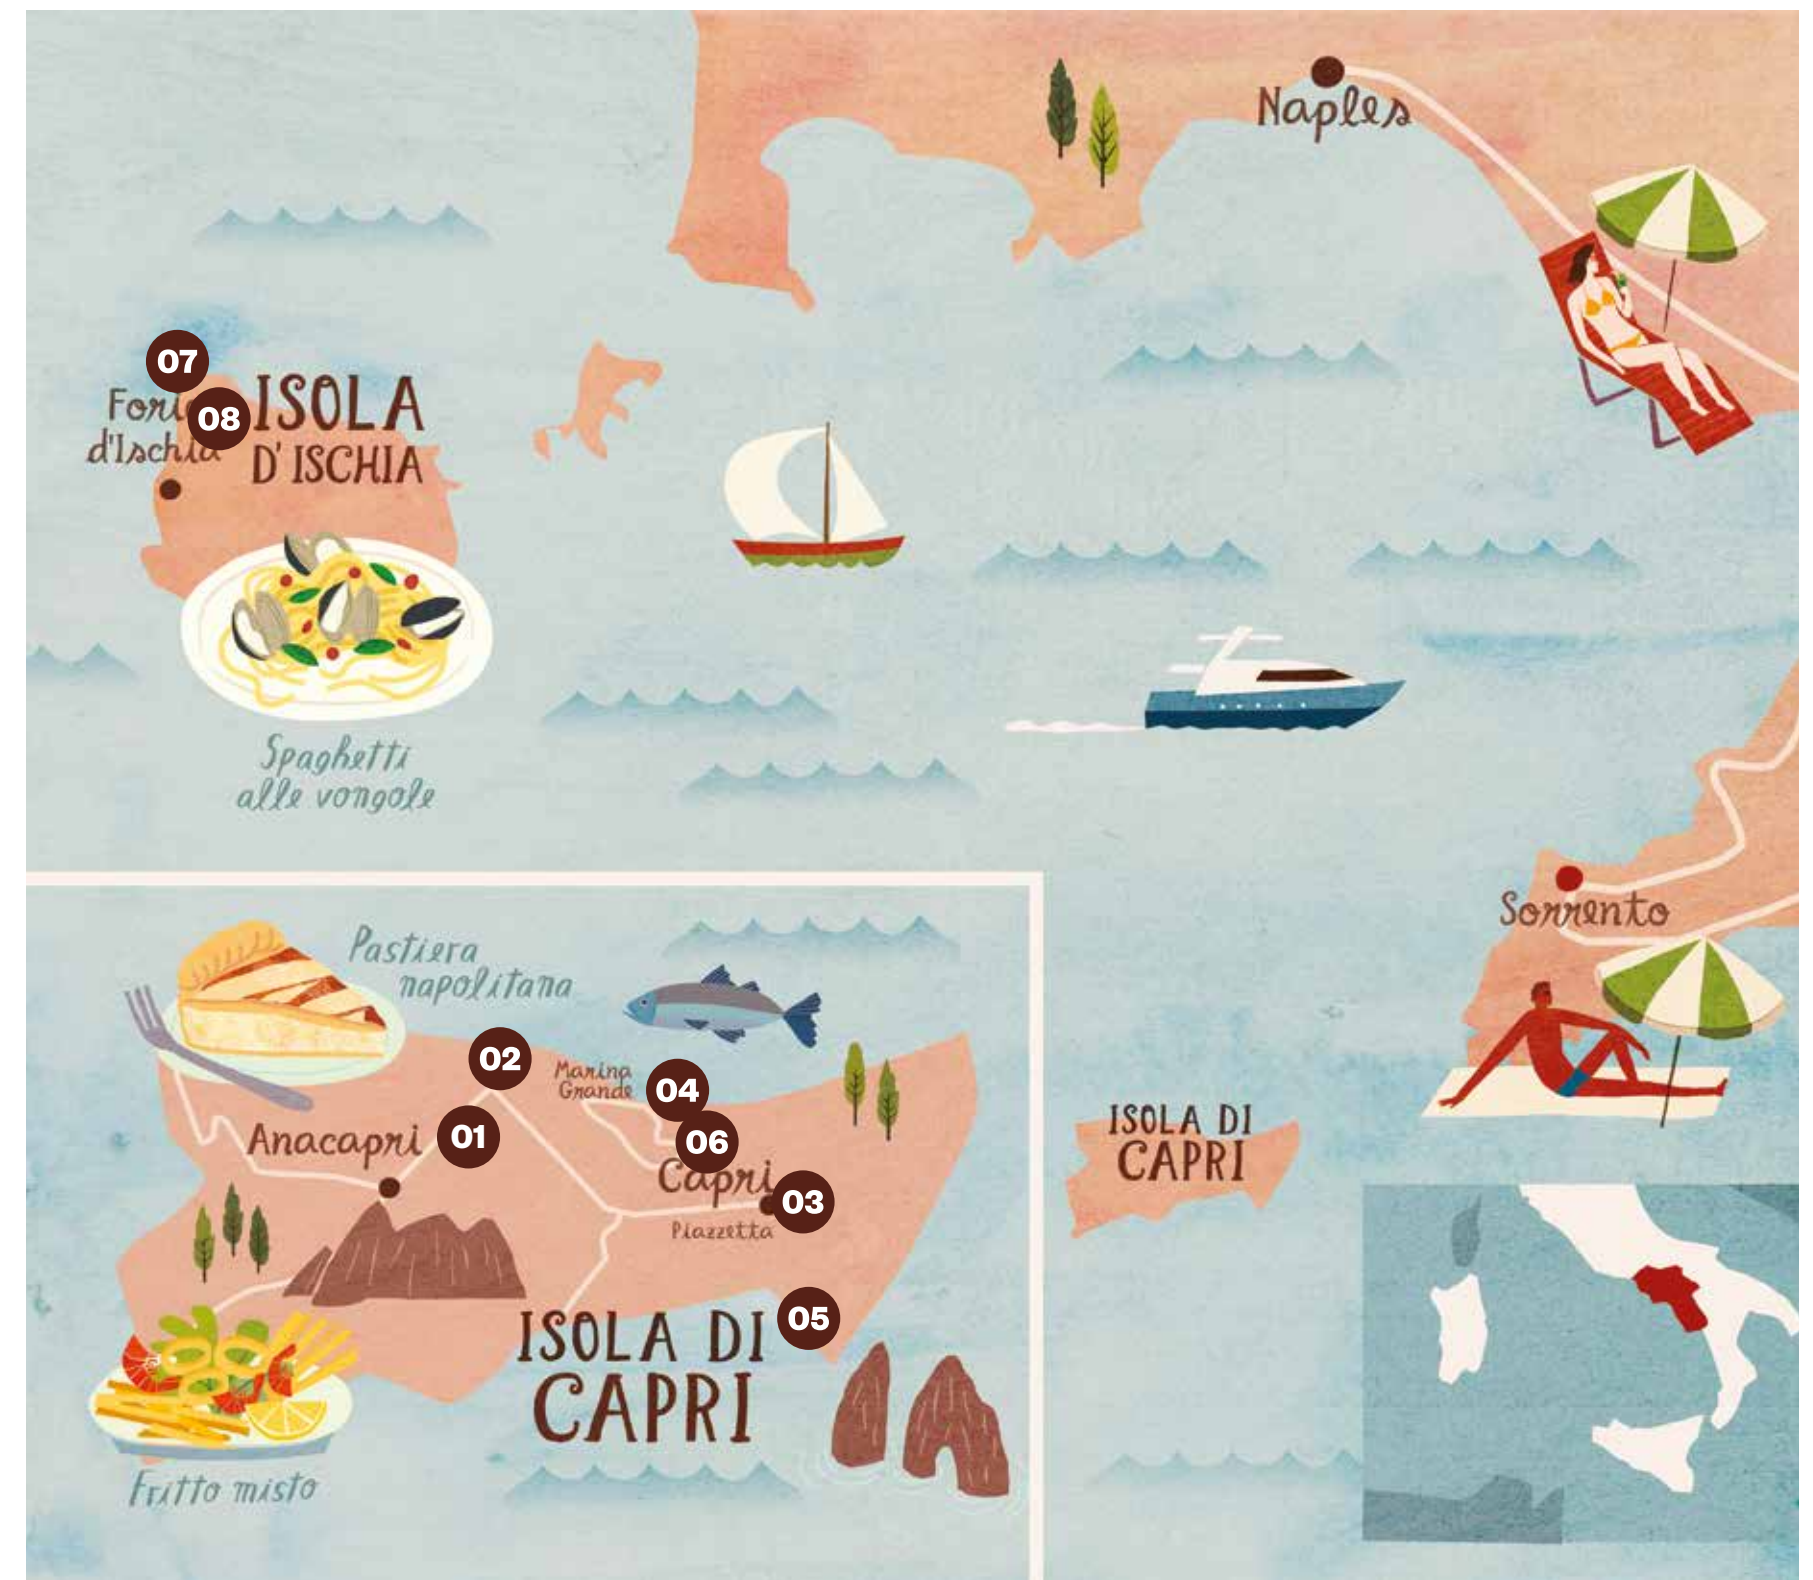 Naples
07
Forio
08
d'Ischia
ISOLA
D'ISCHIA
Spaghetti
alle vongole
Sorrento
Pastiera
napolitana
02
Marina
Grande
04
Anacapri
01
06
Capri
03
Piazzetta
05
ISOLA DI
CAPRI
Fritto misto
ISOLA DI
CAPRI